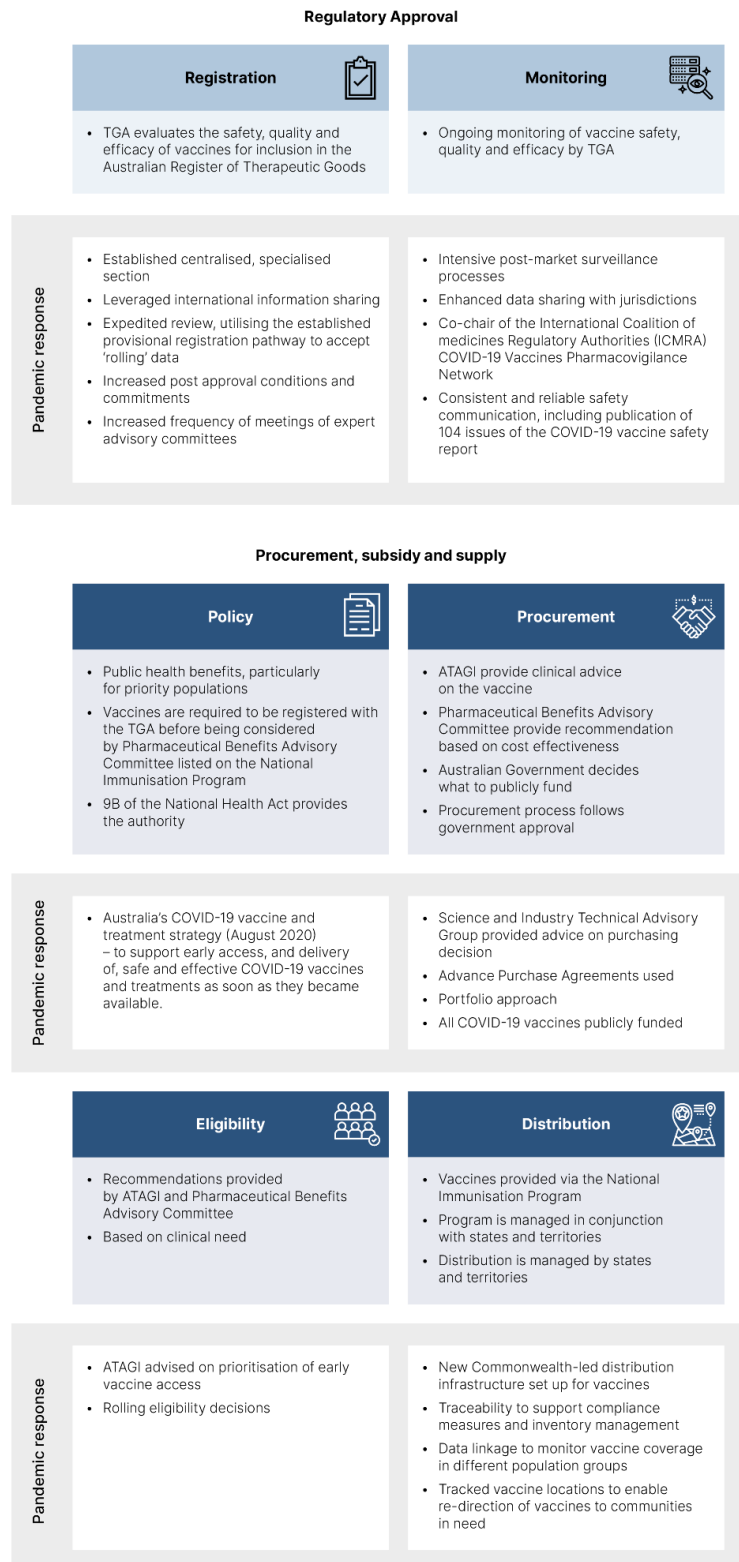 Regulatory Approval
Registration
• TGA evaluates the safety, quality and
efficacy of vaccines for inclusion in the
Australian Register of Therapeutic Goods
Monitoring
• Ongoing monitoring of vaccine safety,
quality and efficacy by TGA
Pandemic response
• Established centralised, specialised
section
• Leveraged international information sharing
• Expedited review, utilising the established
provisional registration pathway to accept
‘rolling’ data
• Increased post approval conditions and
commitments
• Increased frequency of meetings of expert
advisory committees
• Intensive post-market surveillance
processes
• Enhanced data sharing with jurisdictions
• Co-chair of the International Coalition of
medicines Regulatory Authorities (ICMRA)
COVID-19 Vaccines Pharmacovigilance
Network
• Consistent and reliable safety
communication, including publication of
104 issues of the COVID-19 vaccine safety
report
Procurement, subsidy and supply
Policy
• Public health benefits, particularly
for priority populations
• Vaccines are required to be registered with
the TGA before being considered
by Pharmaceutical Benefits Advisory
Committee listed on the National
Immunisation Program
• 9B of the National Health Act provides
the authority
Procurement
$
• ATAGI provide clinical advice
on the vaccine
• Pharmaceutical Benefits Advisory
Committee provide recommendation
based on cost effectiveness
• Australian Government decides
what to publicly fund
• Procurement process follows
government approval
Pandemic response
• Australia’s COVID-19 vaccine and
treatment strategy (August 2020)
– to support early access, and delivery
of, safe and effective COVID-19 vaccines
and treatments as soon as they became
available.
• Science and Industry Technical Advisory
Group provided advice on purchasing
decision
• Advance Purchase Agreements used
• Portfolio approach
• All COVID-19 vaccines publicly funded
Eligibility
• Recommendations provided
by ATAGI and Pharmaceutical Benefits
Advisory Committee
• Based on clinical need
Distribution
• Vaccines provided via the National
Immunisation Program
• Program is managed in conjunction
with states and territories
• Distribution is managed by states
and territories
Pandemic response
• ATAGI advised on prioritisation of early
vaccine access
• Rolling eligibility decisions
• New Commonwealth-led distribution
infrastructure set up for vaccines
• Traceability to support compliance
measures and inventory management
• Data linkage to monitor vaccine coverage
in different population groups
• Tracked vaccine locations to enable
re-direction of vaccines to communities
in need